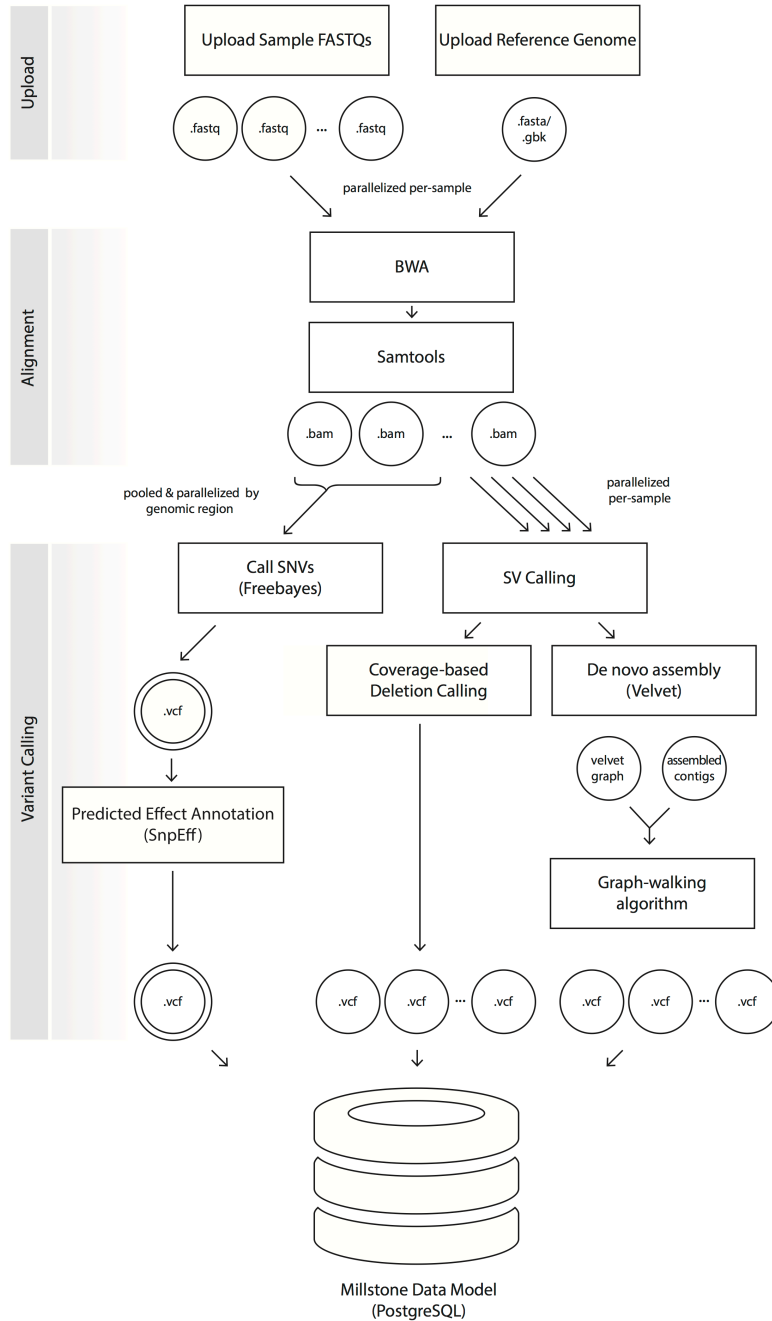 Upload Sample FASTQs
Upload Reference Genome
Upload
.fastq
.fastq
...
.fastq
.fasta/
.gbk
parallelized per-sample
Alignment
BWA
Samtools
.bam
.bam
...
.bam
pooled & parallelized by
genomic region
parallelized
per-sample
Variant Calling
Call SNVs
(Freebayes)
SV Calling
Coverage-based
Deletion Calling
De novo assembly
(Velvet)
.vcf
velvet
graph
assembled
contigs
Predicted Effect Annotation
(SnpEff)
Graph-walking
algorithm
.vcf
.vcf
.vcf
...
.vcf
.vcf
.vcf
...
.vcf
Millstone Data Model
(PostgreSQL)